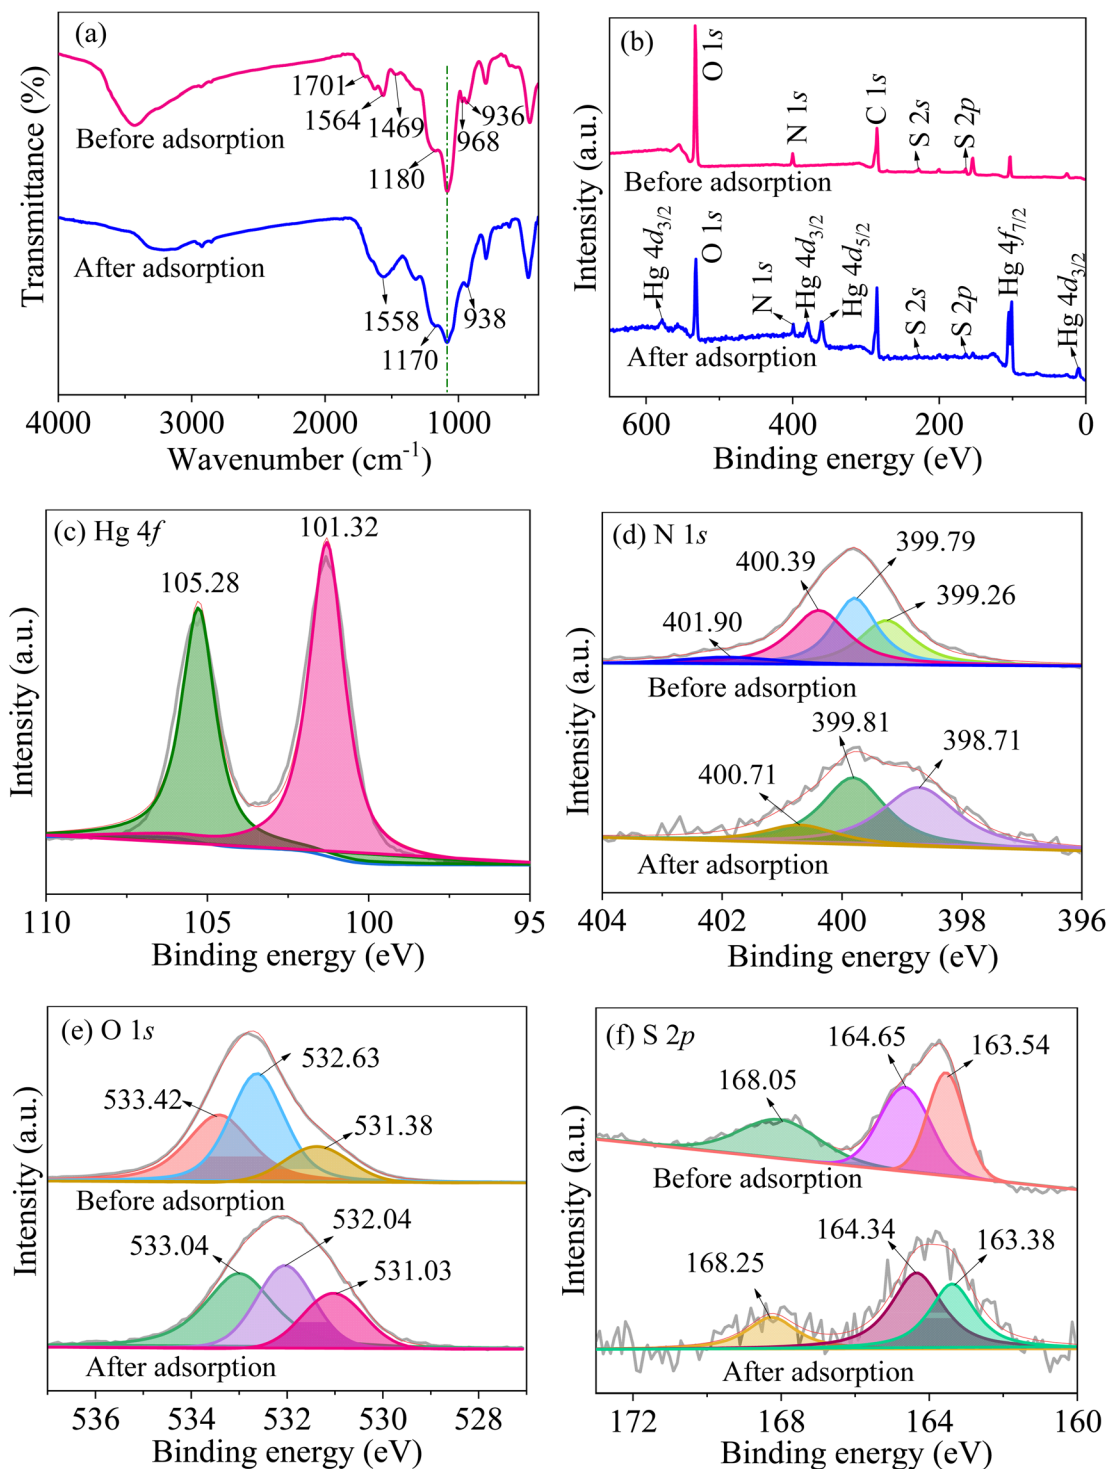 (a)
Transmittance (%)
1701
1564
1469
936
968
Before adsorption
1180
After adsorption
1558
938
1170
4000
3000
2000
1000
Wavenumber (cm-1)
(b)
Intensity (a.u.)
O 1s
N 1s
C 1s
S 2s
S 2p
Before adsorption
Hg 4d3/2
O 1s
N 1s
Hg 4d3/2
Hg 4d5/2
S 2s
S 2p
Hg 4f7/2
Hg 4d3/2
After adsorption
600
400
200
0
Binding energy (eV)
(c) Hg 4f
Intensity (a.u.)
105.28
101.32
110
105
100
95
Binding energy (eV)
(d) N 1s
Intensity (a.u.)
399.79
400.39
399.26
401.90
Before adsorption
399.81
398.71
400.71
After adsorption
404
402
400
398
396
Binding energy (eV)
(e) O 1s
Intensity (a.u.)
532.63
533.42
531.38
Before adsorption
532.04
533.04
531.03
After adsorption
536
534
532
530
528
Binding energy (eV)
(f) S 2p
Intensity (a.u.)
164.65
163.54
168.05
Before adsorption
164.34
163.38
168.25
After adsorption
172
168
164
160
Binding energy (eV)